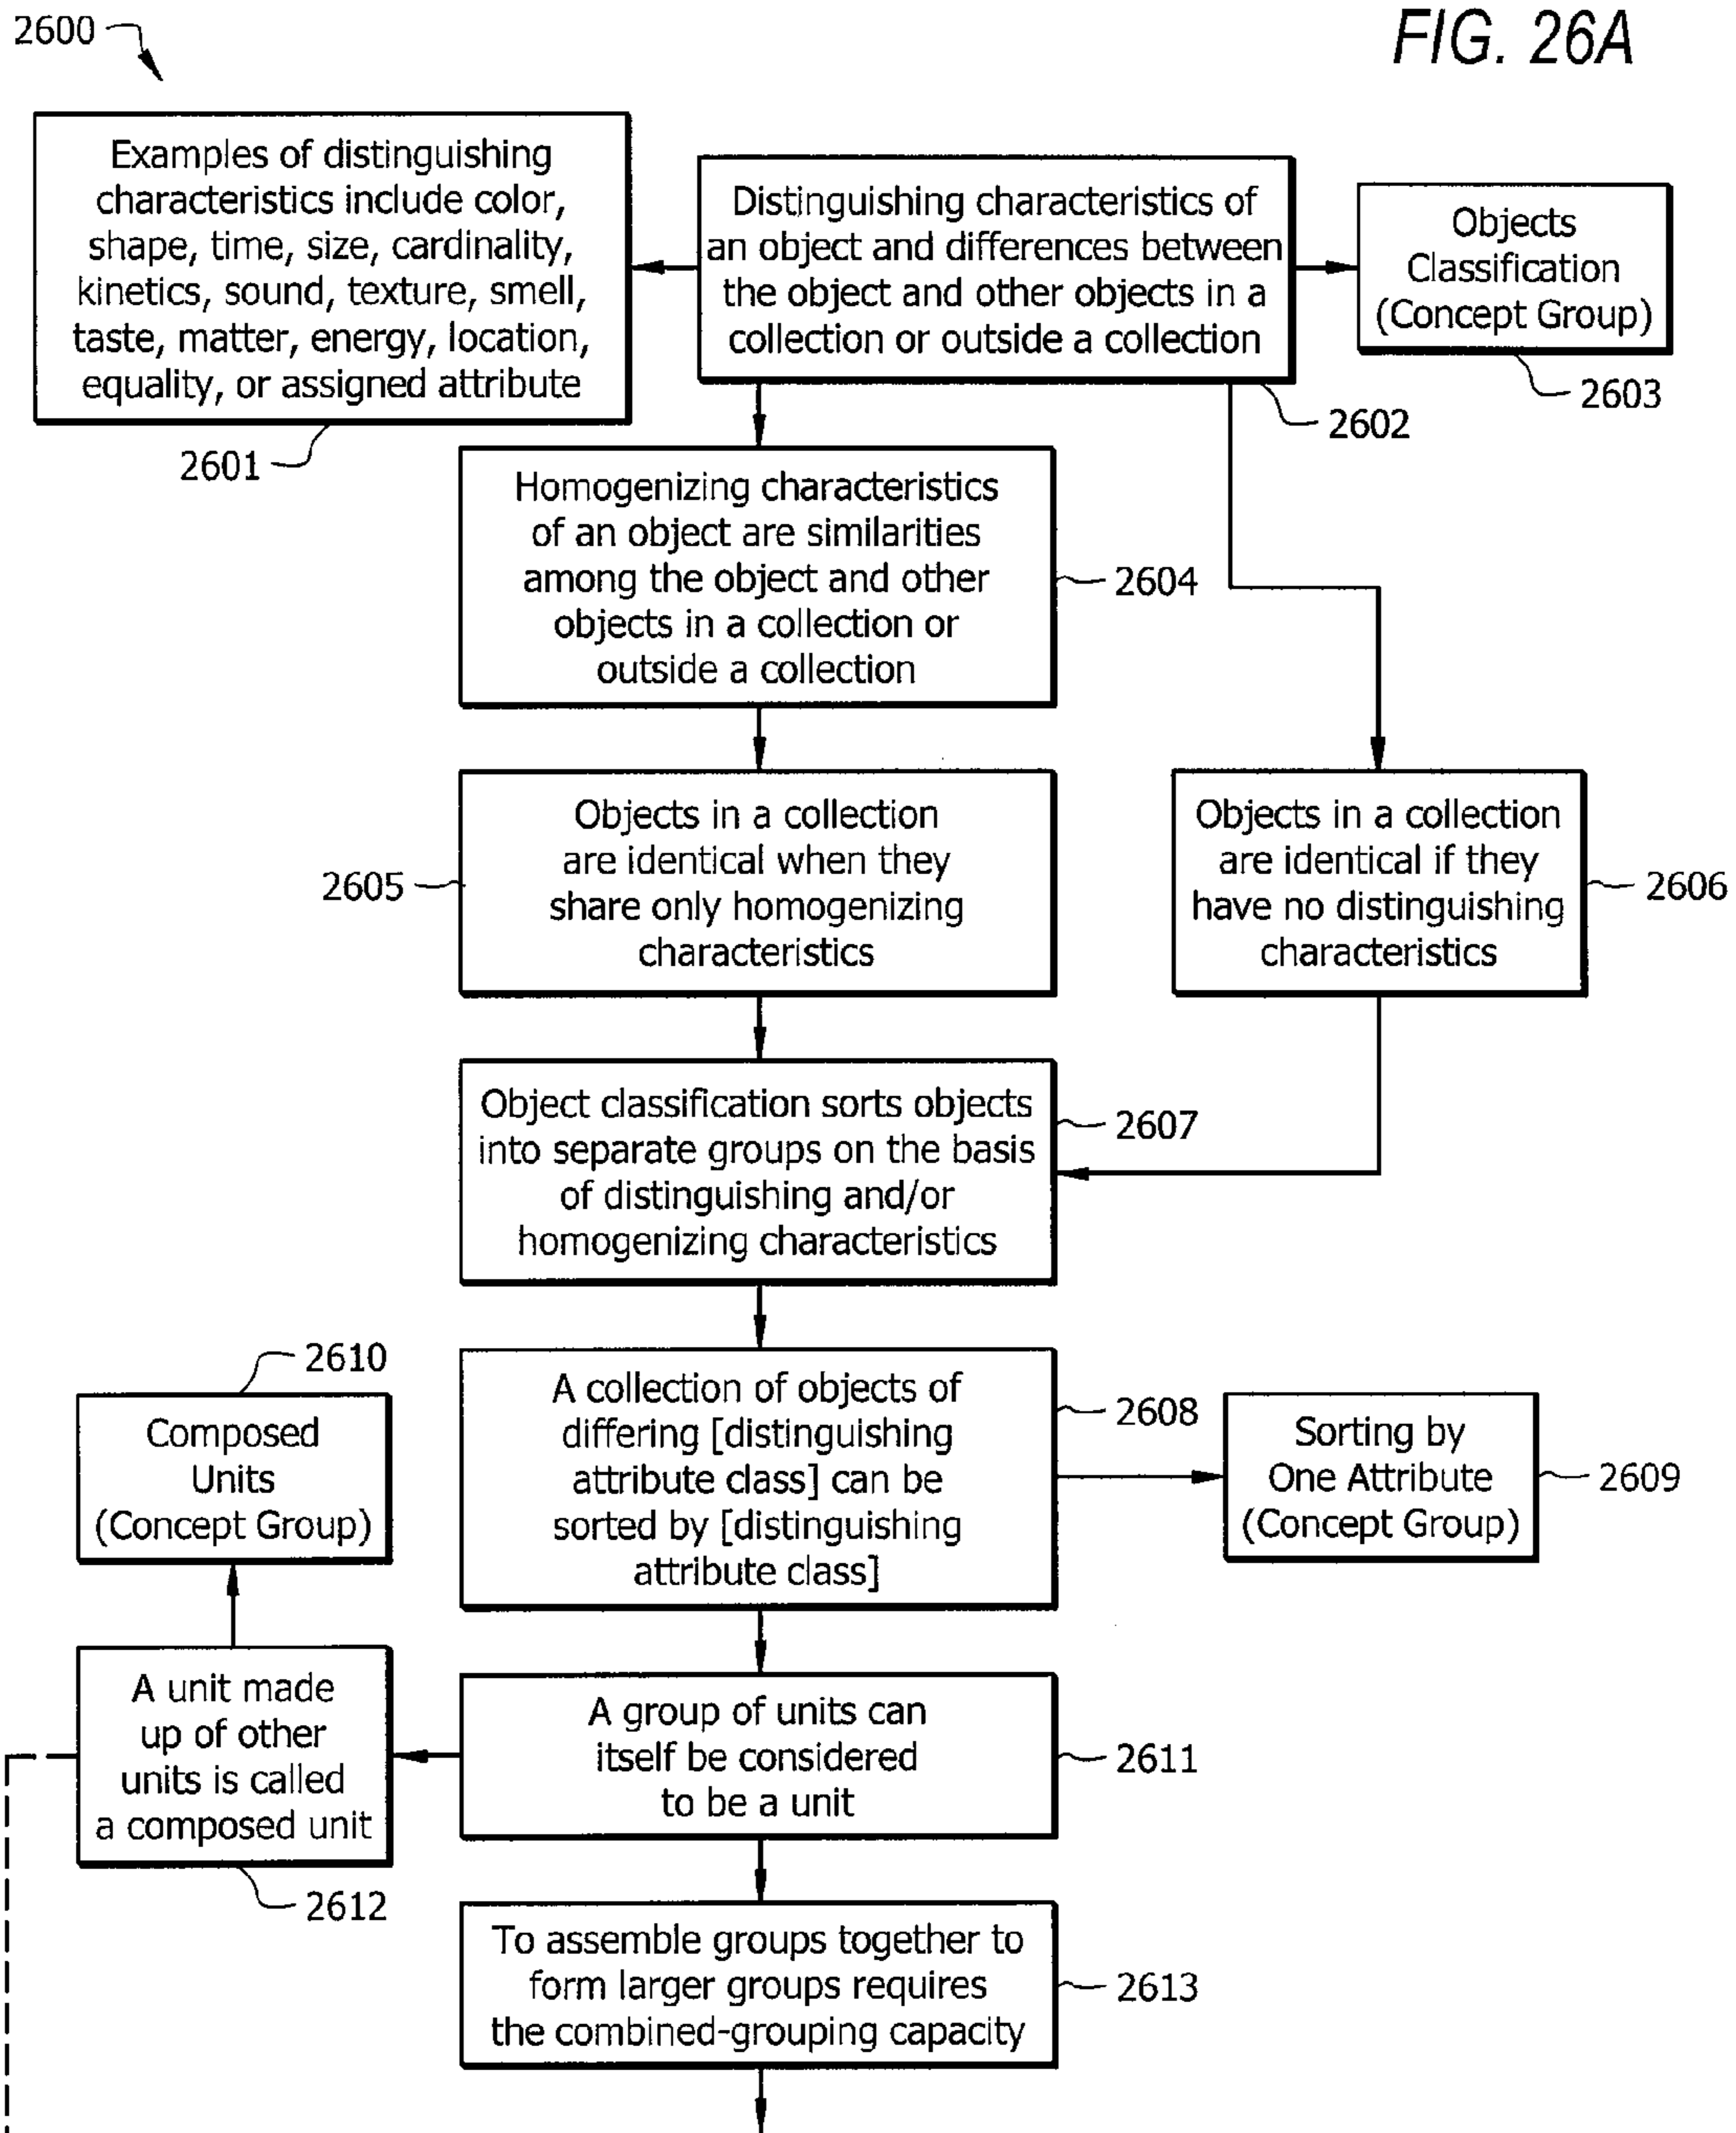 2600
FIG. 26A
Examples of distinguishing
characteristics include color,
shape, time, size, cardinality,
kinetics, sound, texture, smell,
taste, matter, energy, location,
equality, or assigned attribute
2601
Distinguishing characteristics of
an object and differences between
the object and other objects in a
collection or outside a collection
2602
Objects
Classification
(Concept Group)
2603
Homogenizing characteristics
of an object are similarities
among the object and other
objects in a collection or
outside a collection
2604
Objects in a collection
are identical when they
share only homogenizing
characteristics
2605
Objects in a collection
are identical if they
have no distinguishing
characteristics
2606
Object classification sorts objects
into separate groups on the basis
of distinguishing and/or
homogenizing characteristics
2607
A collection of objects of
differing [distinguishing
attribute class] can be
sorted by [distinguishing
attribute class]
2608
Sorting by
One Attribute
(Concept Group)
2609
2610
Composed
Units
(Concept Group)
A group of units can
itself be considered
to be a unit
2611
A unit made
up of other
units is called
a composed unit
2612
To assemble groups together to
form larger groups requires
the combined-grouping capacity
2613